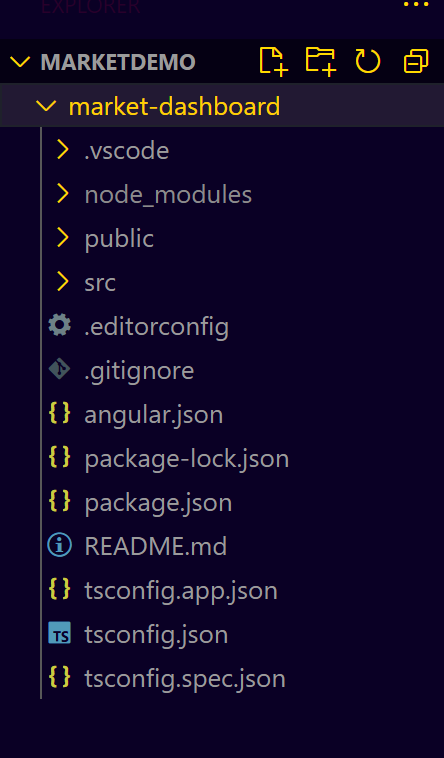 EXPLORER
MARKETDEMO
market-dashboard
.vscode
node_modules
public
src
.editorconfig
.gitignore
{} angular.json
{} package-lock.json
{} package.json
README.md
{} tsconfig.app.json
TS tsconfig.json
{} tsconfig.spec.json